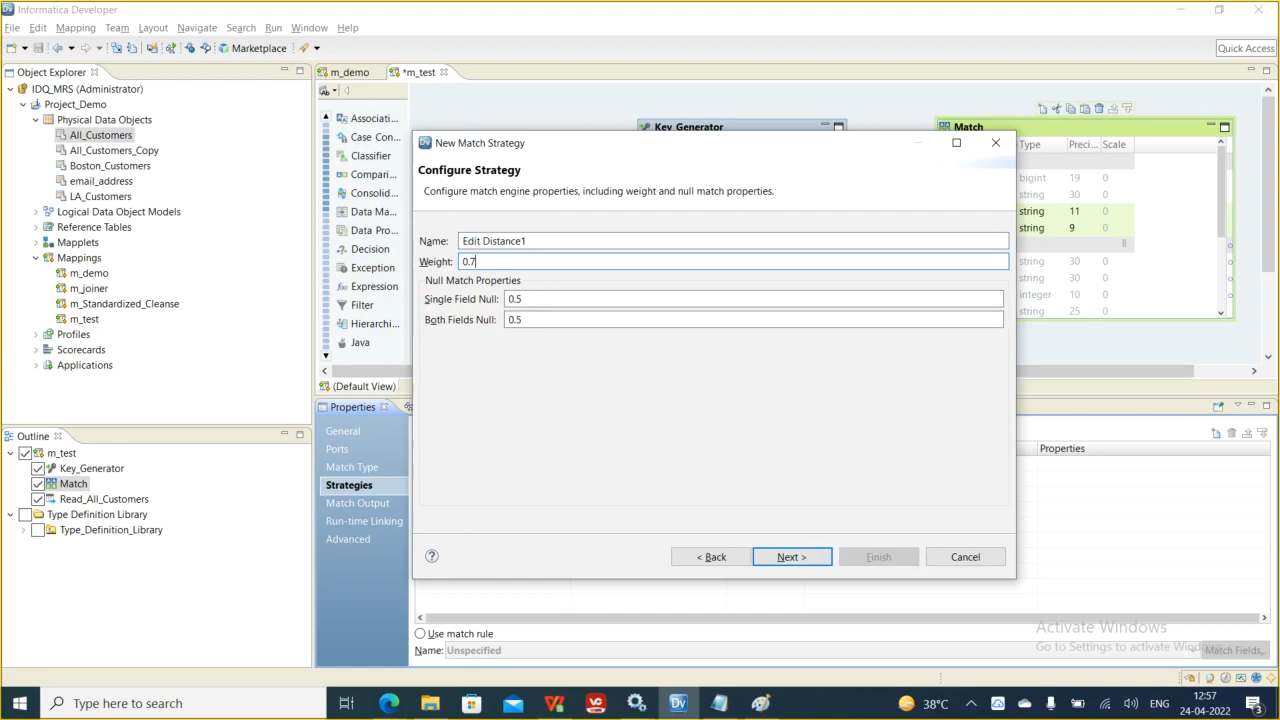 Informatica Developer
File Edit Mapping Team Layout Navigate Search Run Window Help
Marketplace
Quick Access
Object Explorer
IDQ_MRS (Administrator)
Project_Demo
Physical Data Objects
All_Customers
All_Customers_Copy
Boston_Customers
email_address
LA_Customers
Logical Data Object Models
Reference Tables
Mapplets
Mappings
m_demo
m_joiner
m_Standardized_Cleanse
m_test
Profiles
Scorecards
Applications
Outline
m_test
Key_Generator
Match
Read_All_Customers
Type Definition Library
Type_Definition_Library
m_demo
*m_test
Ab
Associati...
Case Con...
Classifier
Compari...
Consolid...
Data Ma...
Data Pro...
Decision
Exception
Expression
Filter
Hierarchi...
Java
(Default View)
Key_Generator
Match
Type Preci... Scale
bigint 19 0
string 30 0
string 11 0
string 9 0
string 30 0
string 30 0
integer 10 0
string 25 0
New Match Strategy
Configure Strategy
Configure match engine properties, including weight and null match properties.
Name: Edit Distance1
Weight: 0.7
Null Match Properties
Single Field Null: 0.5
Both Fields Null: 0.5
< Back
Next >
Finish
Cancel
Properties
General
Ports
Match Type
Strategies
Match Output
Run-time Linking
Advanced
Properties
Use match rule
Name: Unspecified
Match Fields..
Activate Windows
Go to Settings to activate Wind
Type here to search
38°C
ENG
12:57
24-04-2022
3